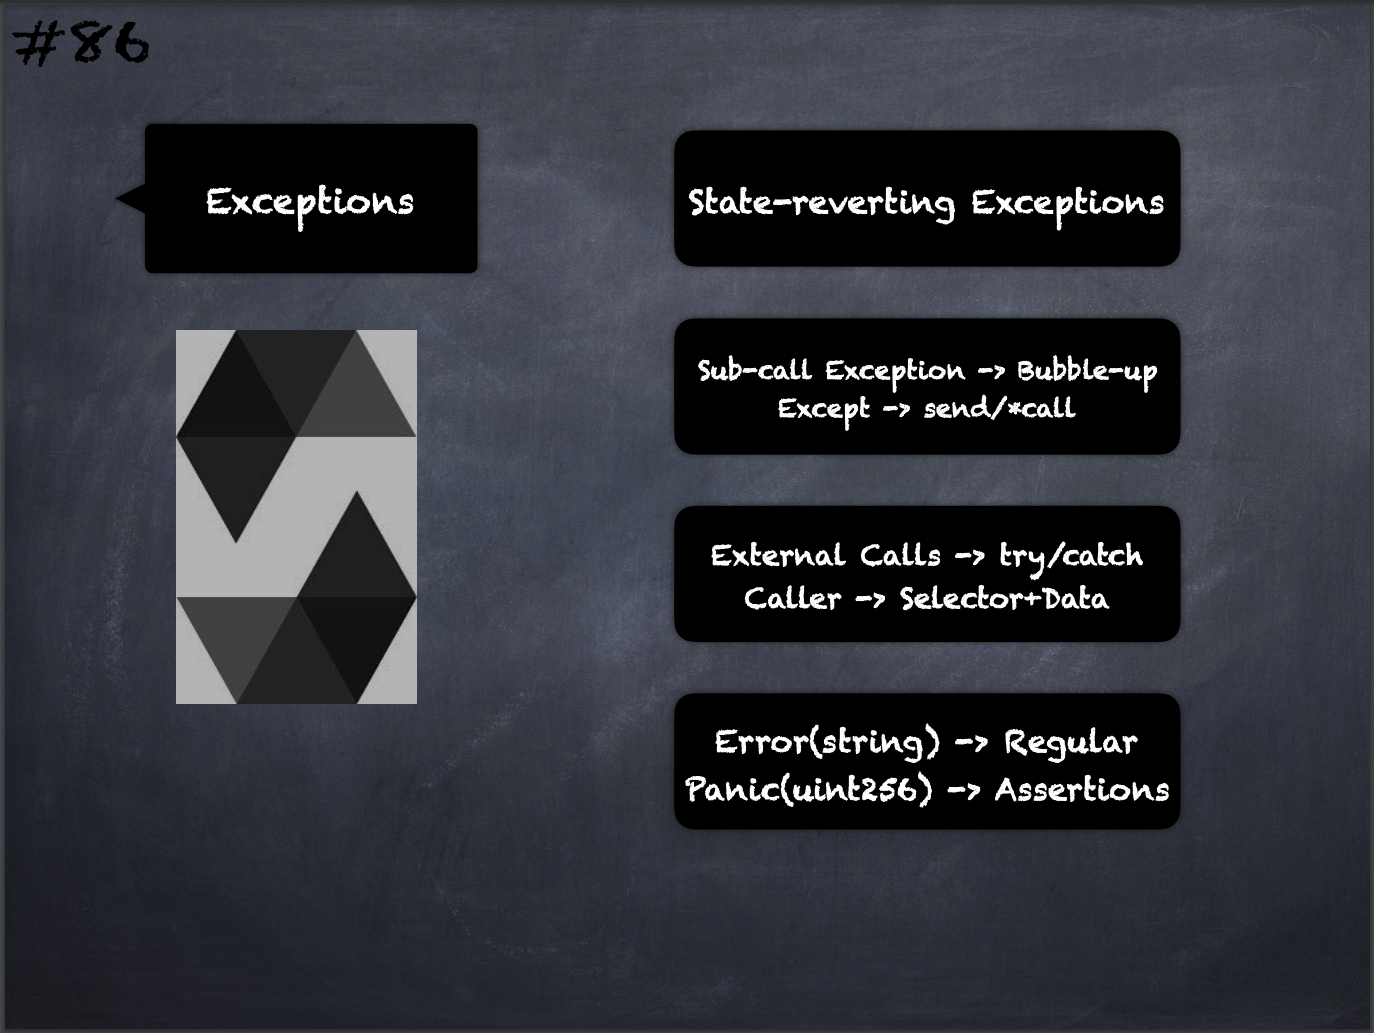 #86
Exceptions
State-reverting Exceptions
Sub-call Exception -> Bubble-up
Except -> send/*call
External Calls -> try/catch
Caller -> Selector+Data
Error(string) -> Regular
Panic(uint256) -> Assertions